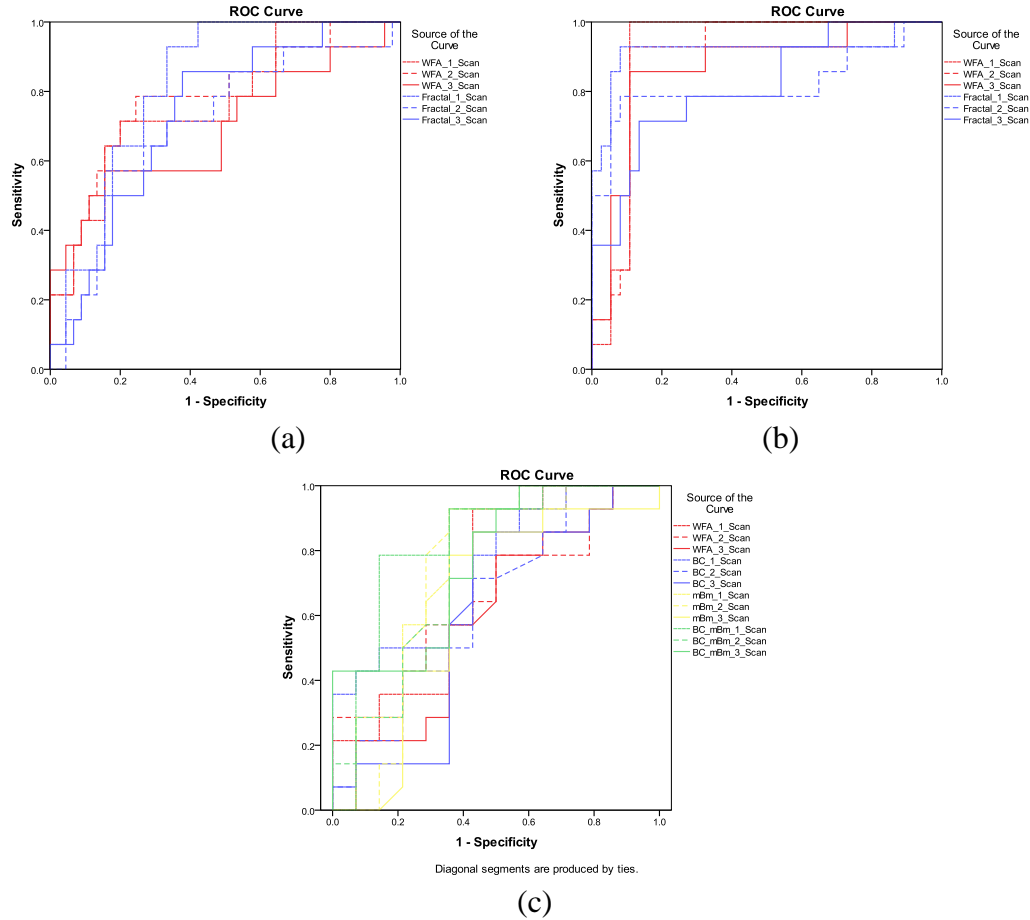 ROC Curve
1.0
0.8
0.6
0.4
0.2
0.0
Sensitivity
0.0 0.2 0.4 0.6 0.8 1.0
1 - Specificity
Source of the
Curve
WFA_1_Scan
WFA_2_Scan
WFA_3_Scan
Fractal_1_Scan
Fractal_2_Scan
Fractal_3_Scan
(a)
ROC Curve
1.0
0.8
0.6
0.4
0.2
0.0
Sensitivity
0.0 0.2 0.4 0.6 0.8 1.0
1 - Specificity
Source of the
Curve
WFA_1_Scan
WFA_2_Scan
WFA_3_Scan
Fractal_1_Scan
Fractal_2_Scan
Fractal_3_Scan
(b)
ROC Curve
1.0
0.8
0.6
0.4
0.2
0.0
Sensitivity
0.0 0.2 0.4 0.6 0.8 1.0
1 - Specificity
Source of the
Curve
WFA_1_Scan
WFA_2_Scan
WFA_3_Scan
BC_1_Scan
BC_2_Scan
BC_3_Scan
mBm_1_Scan
mBm_2_Scan
mBm_3_Scan
BC_mBm_1_Scan
BC_mBm_2_Scan
BC_mBm_3_Scan
Diagonal segments are produced by ties.
(c)